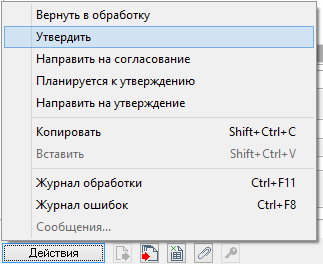 Вернуть в обработку
Утвердить
Направить на согласование
Планируется к утверждению
Направить на утверждение
Копировать Shift+Ctrl+C
Вставить Shift+Ctrl+V
Журнал обработки Ctrl+F11
Журнал ошибок Ctrl+F8
Сообщения...
Действия